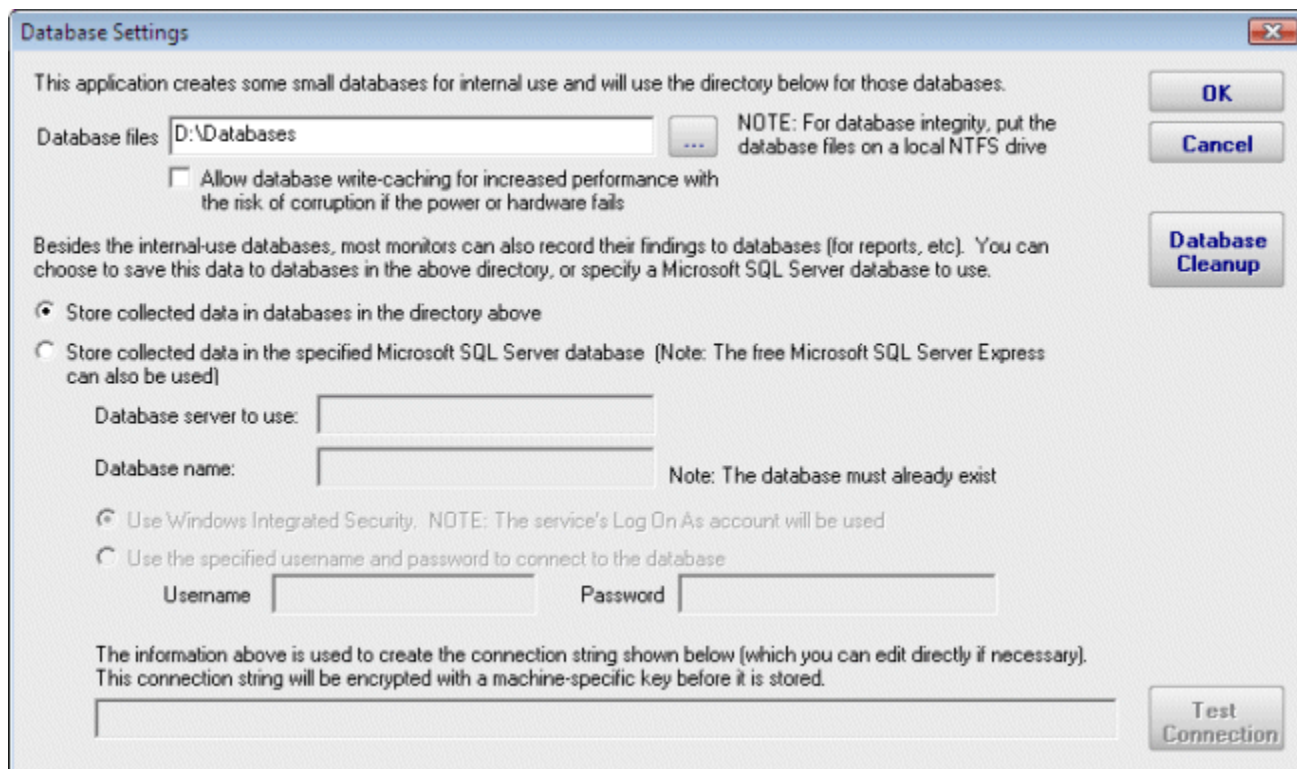 Database Settings
This application creates some small databases for internal use and will use the directory below for those databases.
OK
Database files D:\Databases ... NOTE: For database integrity, put the
database files on a local NTFS drive
Cancel
Allow database write-caching for increased performance with
the risk of corruption if the power or hardware fails
Besides the internal-use databases, most monitors can also record their findings to databases (for reports, etc). You can
choose to save this data to databases in the above directory, or specify a Microsoft SQL Server database to use.
Database
Cleanup
Store collected data in databases in the directory above
Store collected data in the specified Microsoft SQL Server database (Note: The free Microsoft SQL Server Express
can also be used)
Database server to use:
Database name:
Note: The database must already exist
Use Windows Integrated Security. NOTE: The service's Log On As account will be used
Use the specified username and password to connect to the database
Username Password
The information above is used to create the connection string shown below (which you can edit directly if necessary).
This connection string will be encrypted with a machine-specific key before it is stored.
Test
Connection